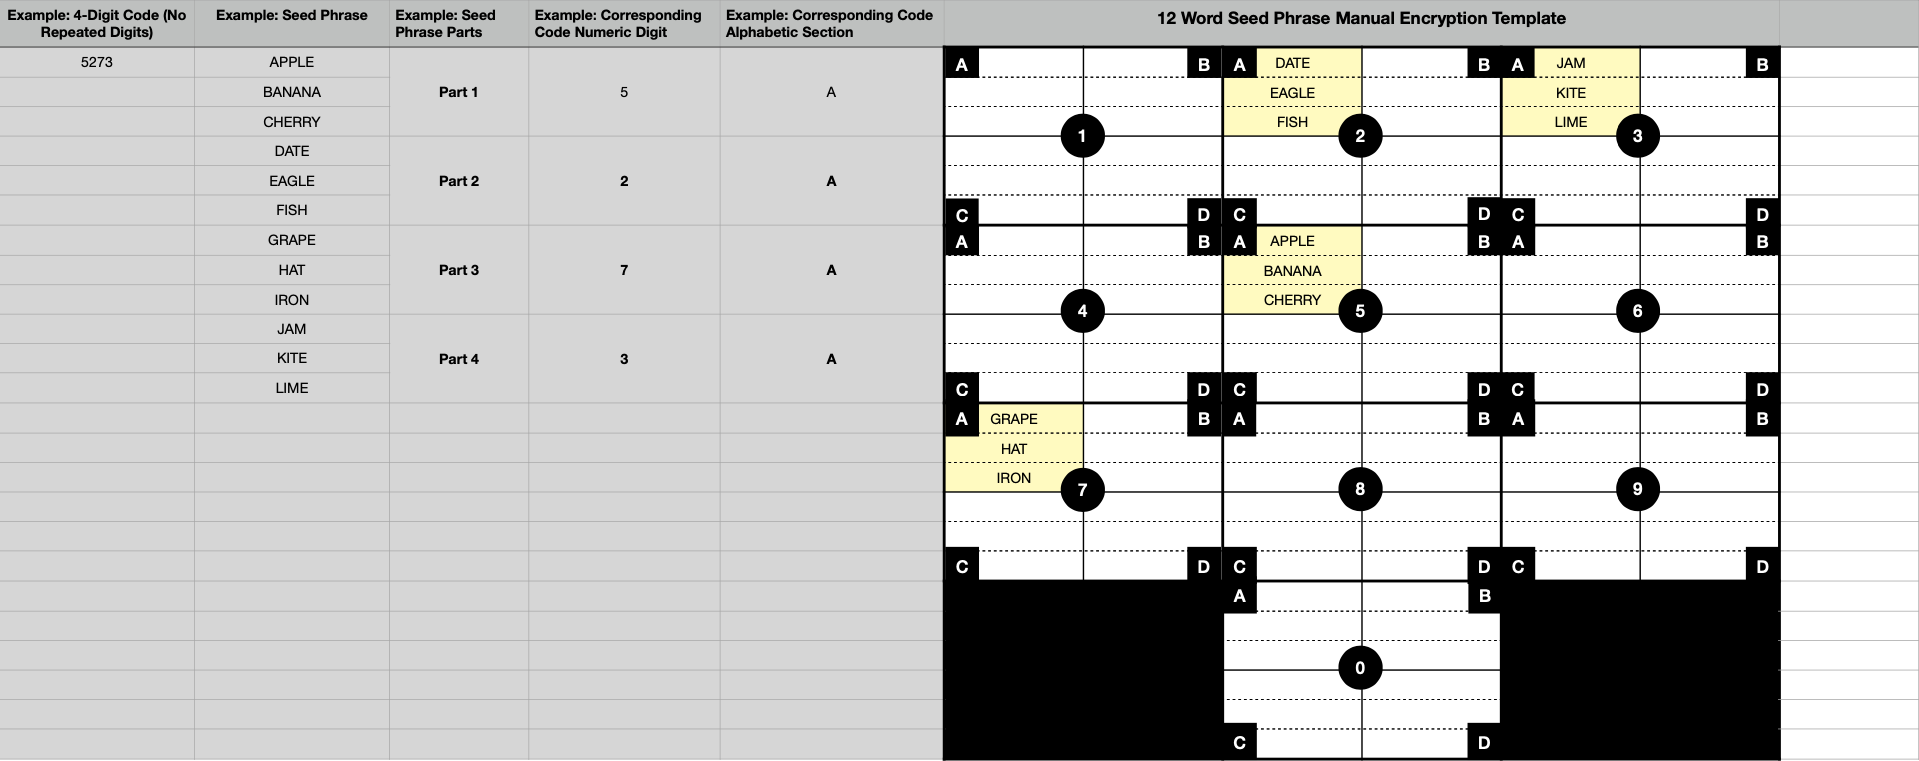 Example: 4-Digit Code (No Repeated Digits)
Example: Seed Phrase
Example: Seed Phrase Parts
Example: Corresponding Code Numeric Digit
Example: Corresponding Code Alphabetic Section
12 Word Seed Phrase Manual Encryption Template
5273
APPLE
BANANA
CHERRY
DATE
EAGLE
FISH
GRAPE
HAT
IRON
JAM
KITE
LIME
Part 1 5 A
Part 2 2 A
Part 3 7 A
Part 4 3 A
A B A DATE B A JAM B
EAGLE KITE
FISH LIME
1 2 3
C D C D C D
A B A APPLE B A B
BANANA
CHERRY
4 5 6
C D C D C D
A GRAPE B A B A B
HAT
IRON
7 8 9
C D C D C D
A B
0
C D